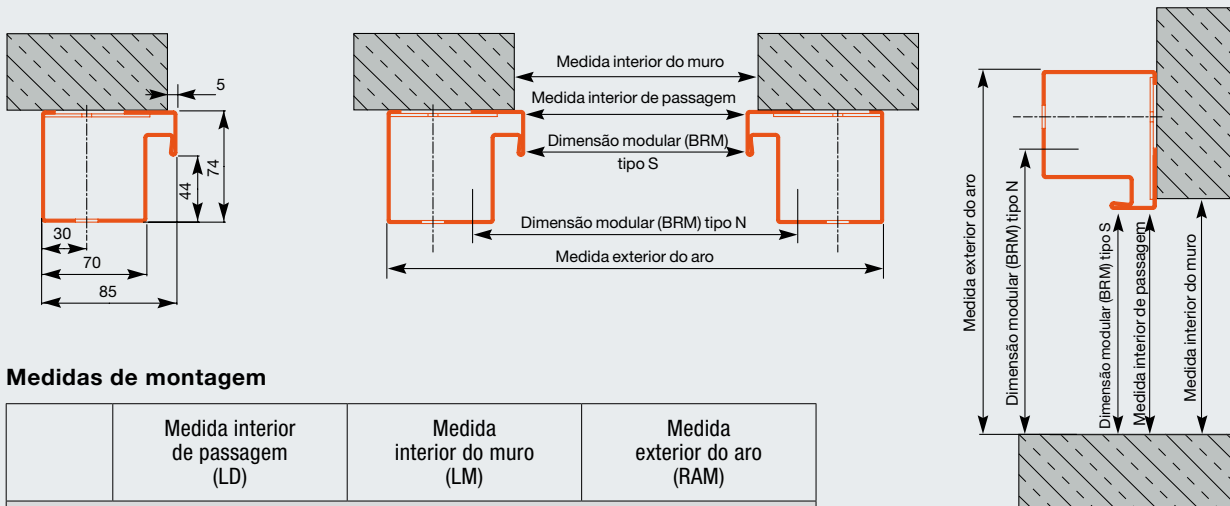 5
74
44
30
70
85
Medida interior do muro
Medida interior de passagem
Dimensão modular (BRM)
tipo S
Dimensão modular (BRM) tipo N
Medida exterior do aro
Medida exterior do aro
Dimensão modular (BRM) tipo N
Dimensão modular (BRM) tipo S
Medida interior de passagem
Medida interior do muro
Medidas de montagem
Medida interior
de passagem
(LD)
Medida
interior do muro
(LM)
Medida
exterior do aro
(RAM)